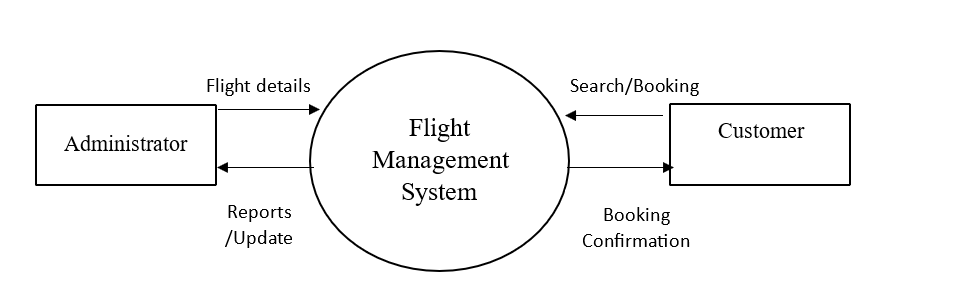 Flight details
Search/Booking
Administrator
Flight
Management
System
Customer
Reports
/Update
Booking
Confirmation